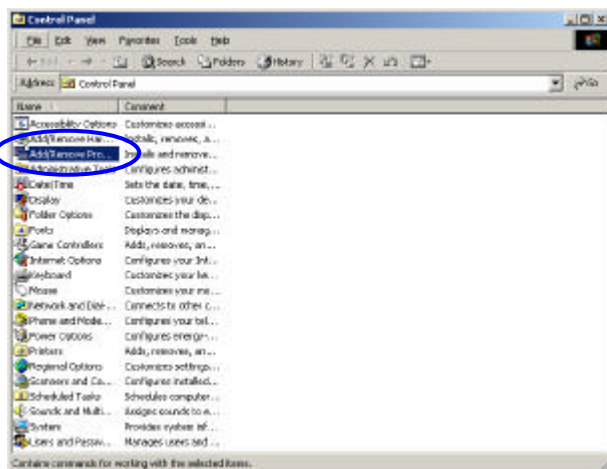 Control Panel
File Edit View Favorites Tools Help
Search Folders History
Address Control Panel Go
Name Comment
Accessibility Options Customizes accessi...
Add/Remove Har... Installs, removes, a...
Add/Remove Pro... Installs and remove...
Administrative Tools Configures administ...
Date/Time Sets the date, time,...
Display Customizes your de...
Folder Options Customizes the disp...
Fonts Displays and manag...
Game Controllers Adds, removes, an...
Internet Options Configures your Int...
Keyboard Customizes your ke...
Mouse Customizes your mo...
Network and Dial-... Connects to other c...
Phone and Mode... Configures your tel...
Power Options Configures energy-...
Printers Adds, removes, an...
Regional Options Customizes settings...
Scanners and Ca... Configures installed...
Scheduled Tasks Schedules computer...
Sounds and Multi... Assigns sounds to e...
System Provides system inf...
Users and Passw... Manages users and ...
Contains commands for working with the selected items.